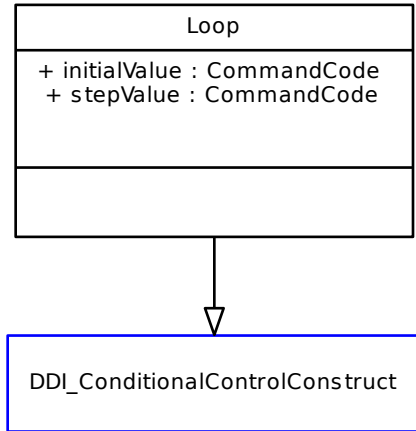 Loop
+ initialValue : CommandCode
+ stepValue : CommandCode
DDI_ConditionalControlConstruct